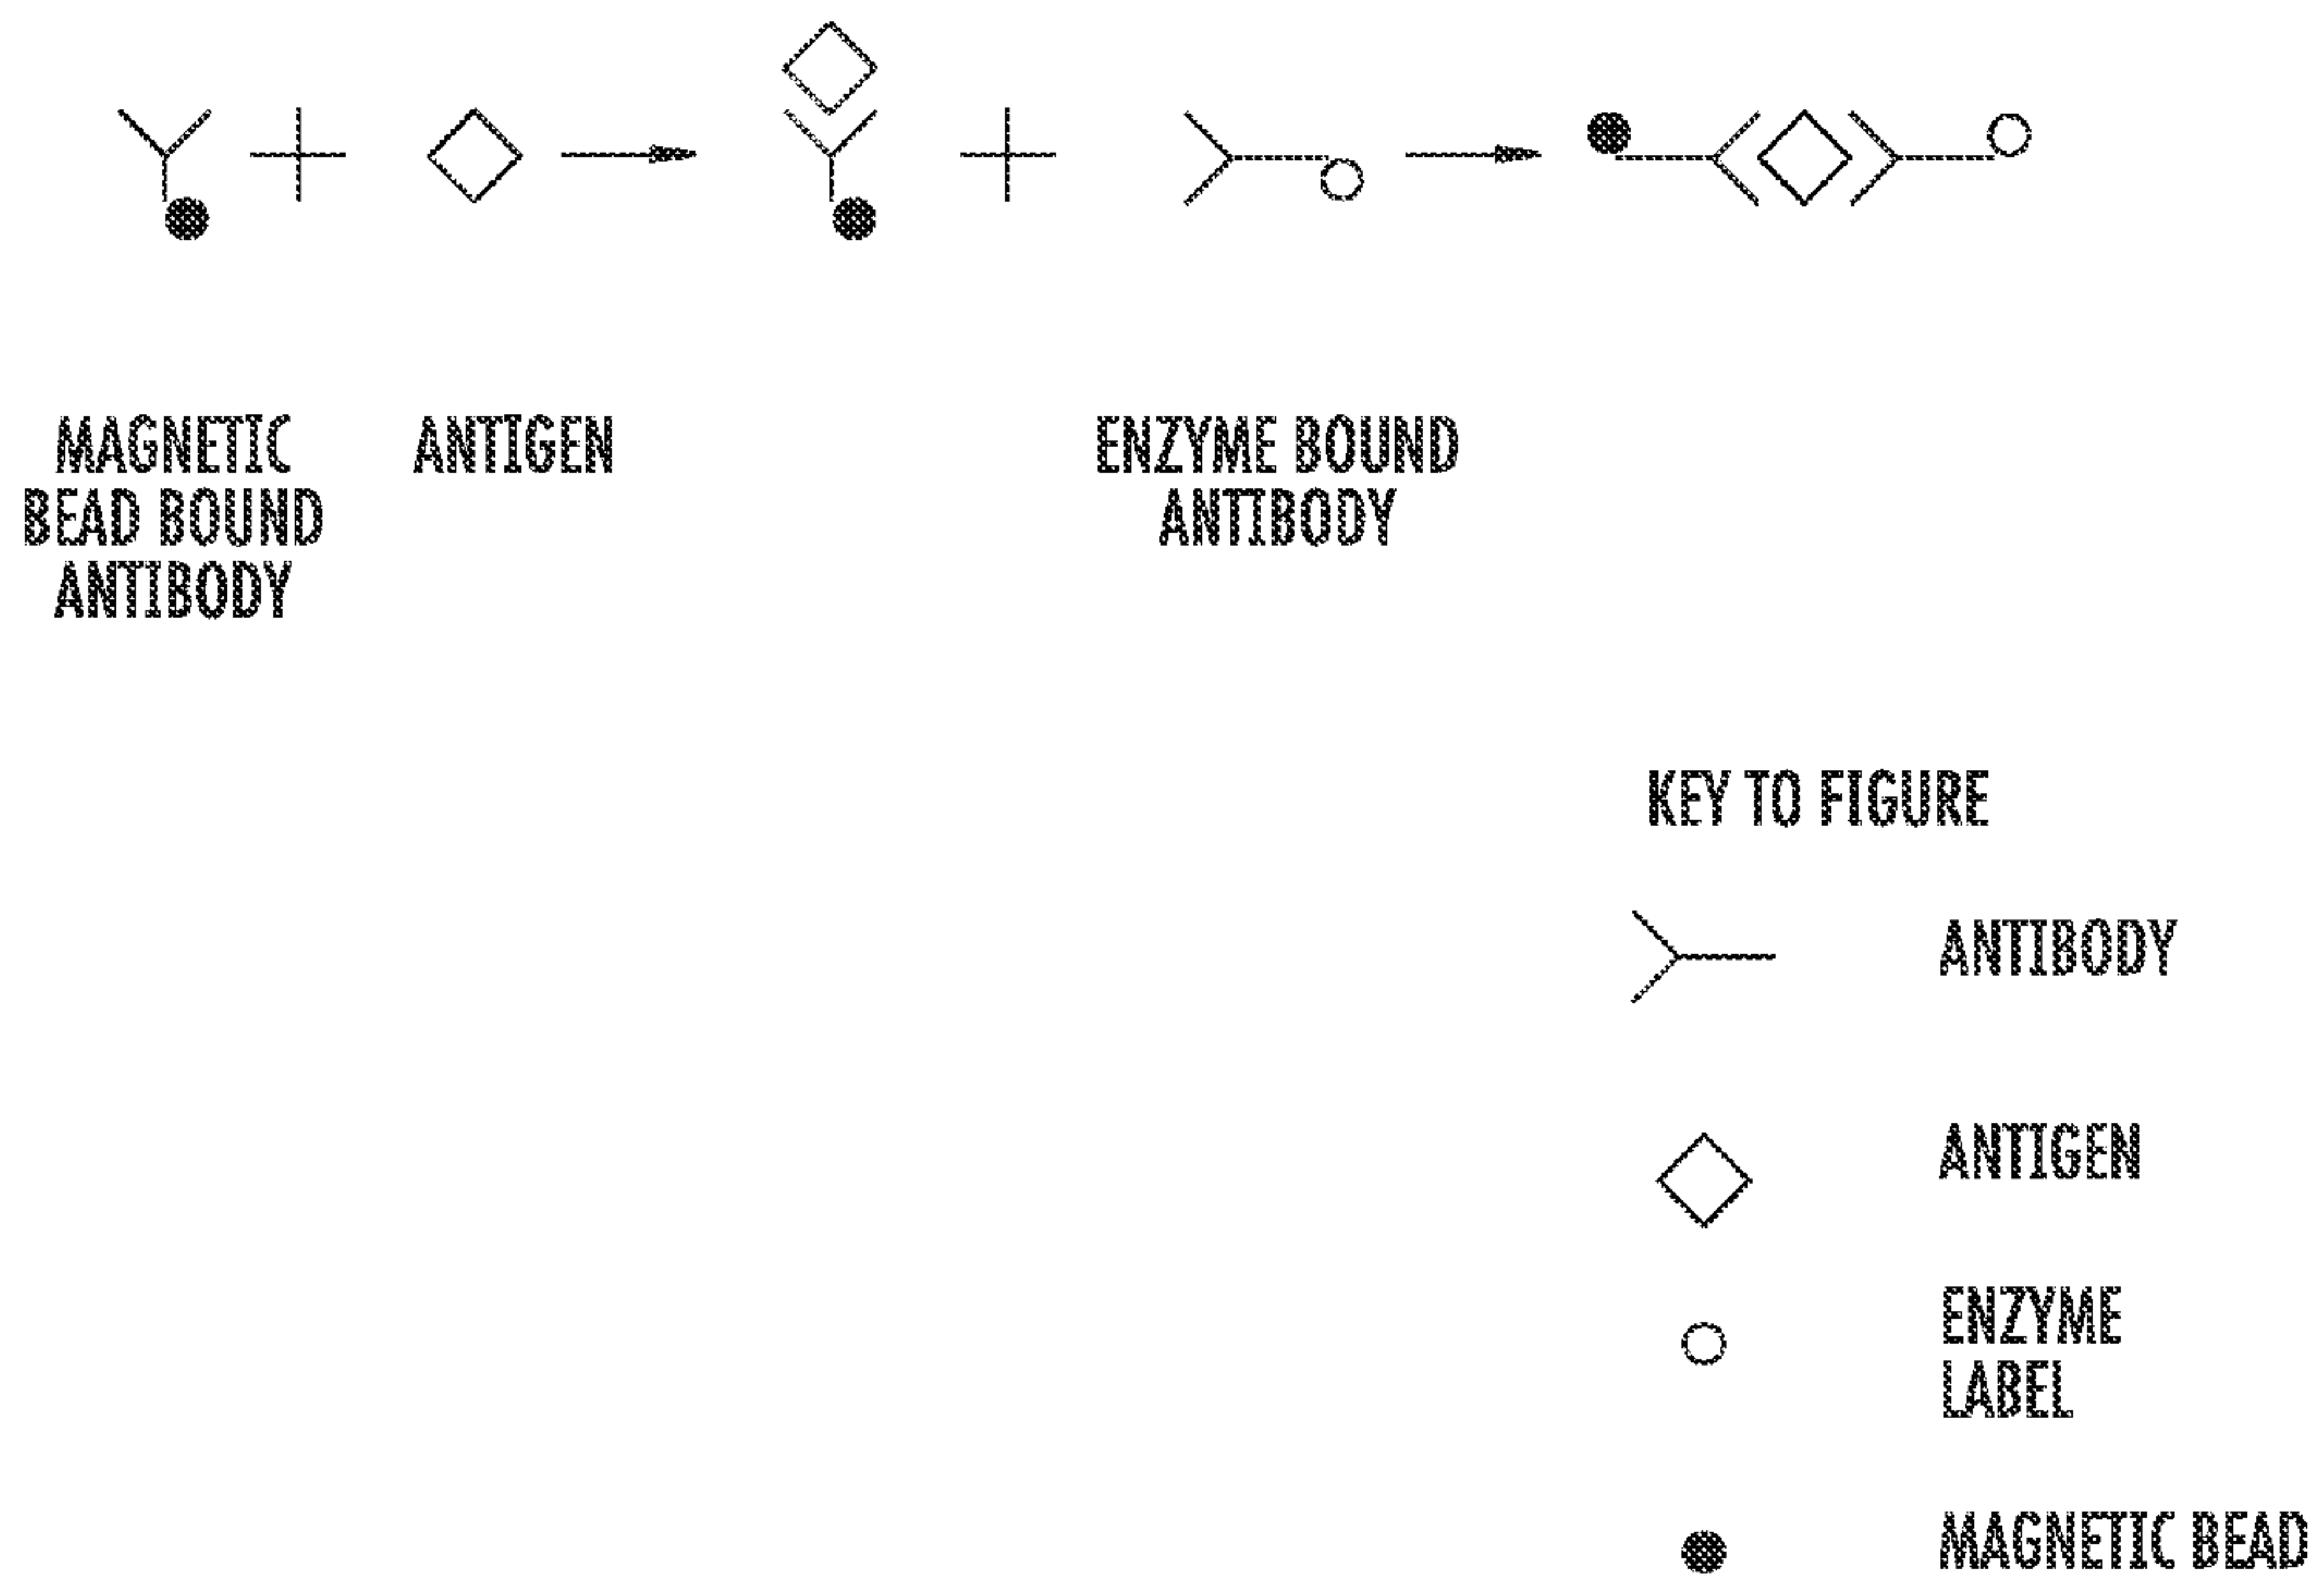 MAGNETIC
BEAD BOUND
ANTIBODY
ANTIGEN
ENZYME BOUND
ANTIBODY
KEY TO FIGURE
ANTIBODY
ANTIGEN
ENZYME
LABEL
MAGNETIC BEAD